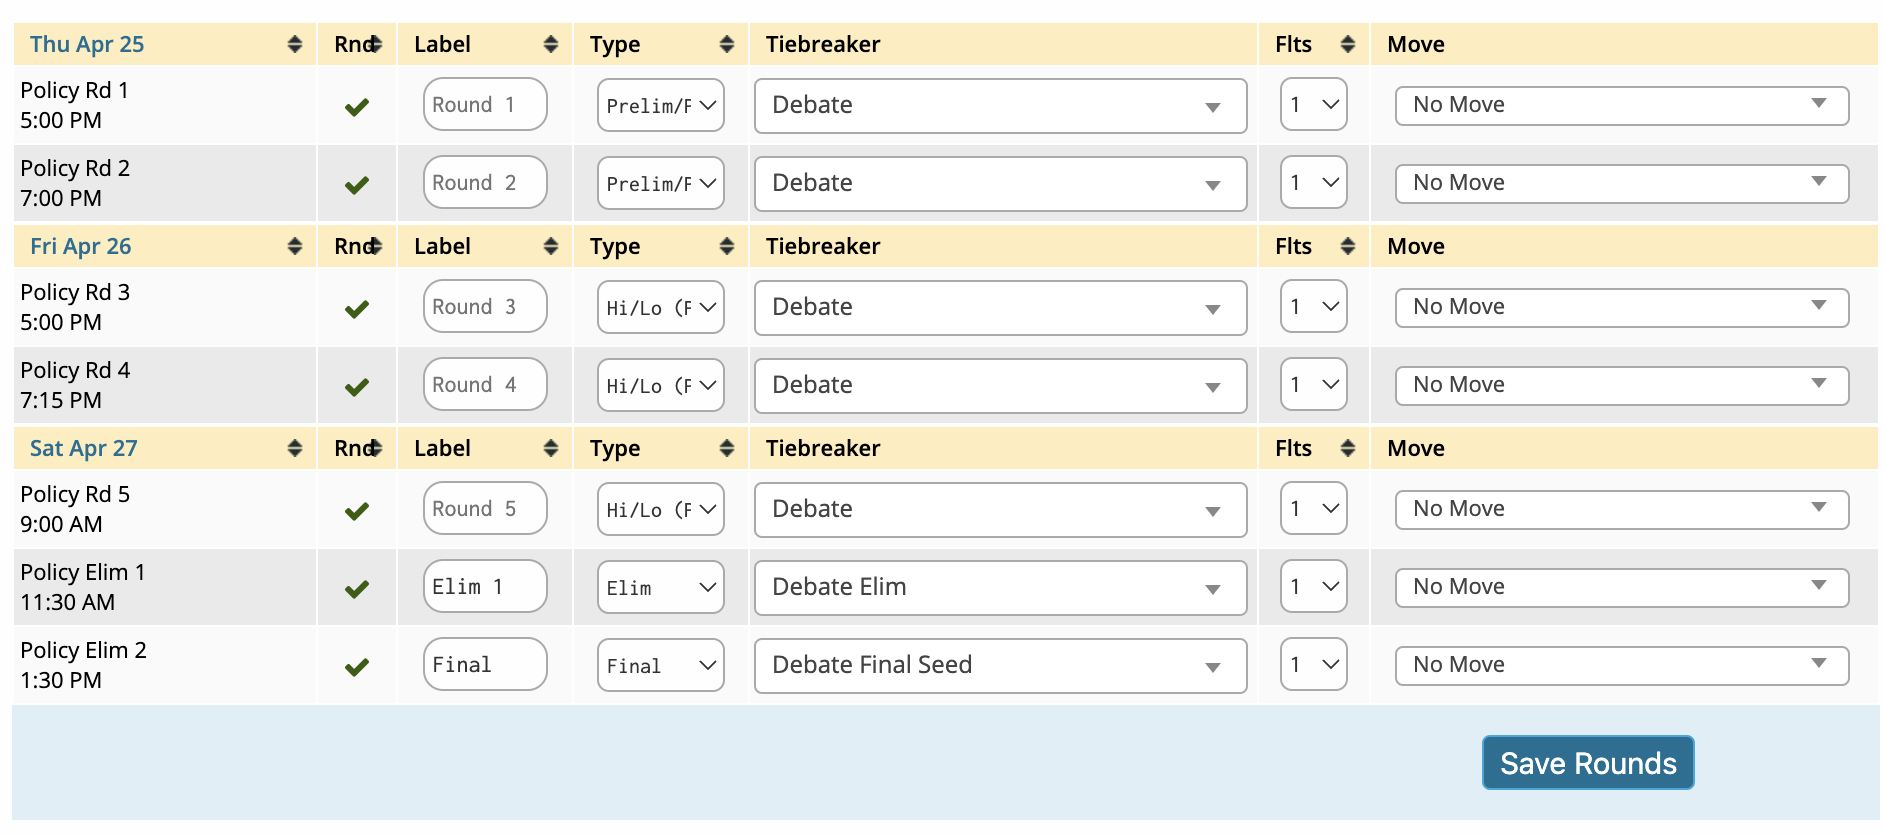 Thu Apr 25 Rnd Label Type Tiebreaker Flts Move
Policy Rd 1
5:00 PM
Round 1 Prelim/P Debate 1 No Move
Policy Rd 2
7:00 PM
Round 2 Prelim/P Debate 1 No Move
Fri Apr 26 Rnd Label Type Tiebreaker Flts Move
Policy Rd 3
5:00 PM
Round 3 Hi/Lo (P Debate 1 No Move
Policy Rd 4
7:15 PM
Round 4 Hi/Lo (P Debate 1 No Move
Sat Apr 27 Rnd Label Type Tiebreaker Flts Move
Policy Rd 5
9:00 AM
Round 5 Hi/Lo (P Debate 1 No Move
Policy Elim 1
11:30 AM
Elim 1 Elim Debate Elim 1 No Move
Policy Elim 2
1:30 PM
Final Final Debate Final Seed 1 No Move
Save Rounds